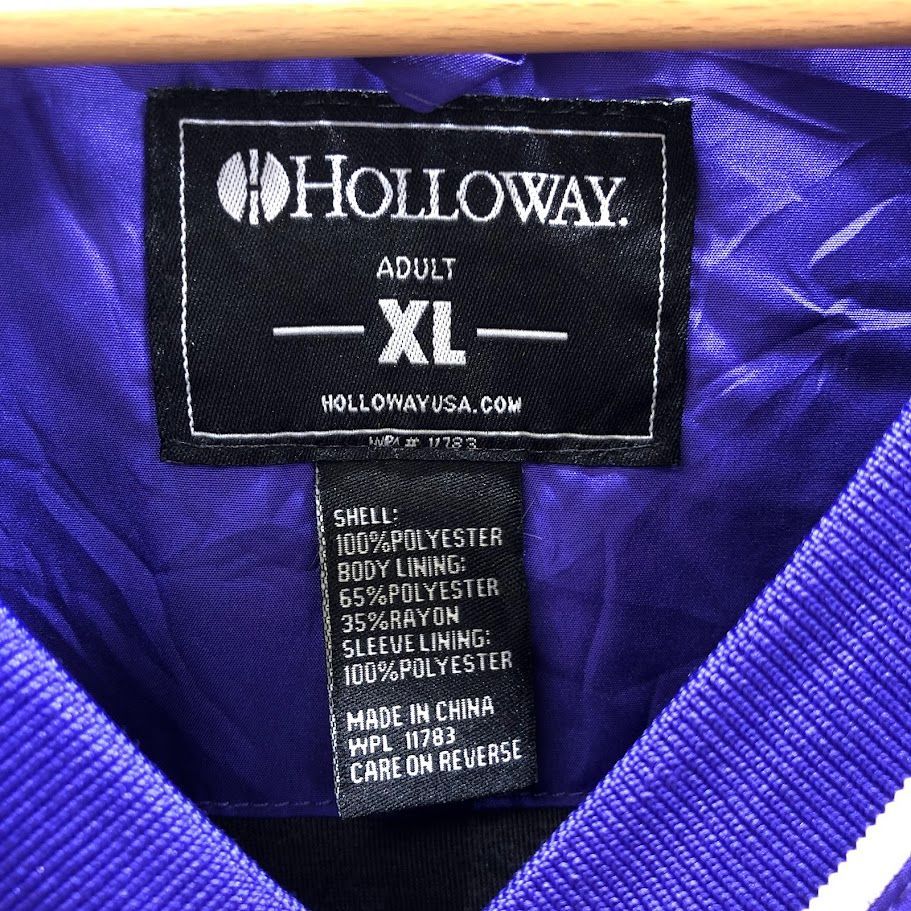 HOLLOWAY.
ADULT
XL
HOLLOWAYUSA.COM
WPL# 11783
SHELL:
100%POLYESTER
BODY LINING:
65%POLYESTER
35%RAYON
SLEEVE LINING:
100%POLYESTER
MADE IN CHINA
WPL 11783
CARE ON REVERSE